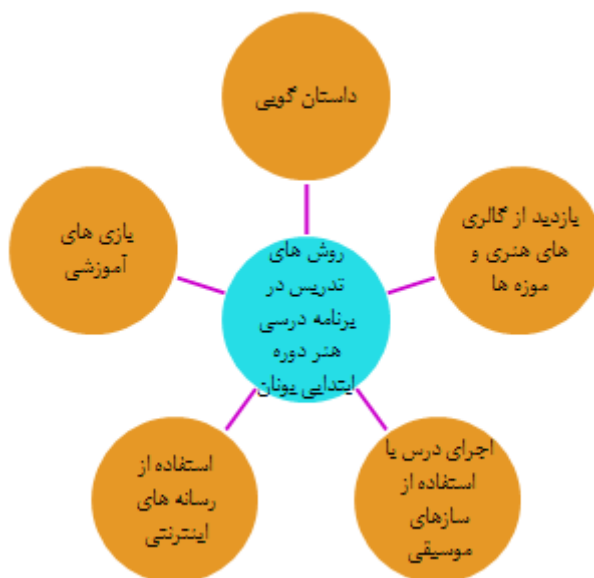 داستان گویی
بازدید از گالری
های هنری و
موزه ها
اجرای درس با
استفاده از
سازهای
موسیقی
استفاده از
رسانه های
اینترنتی
بازی های
آموزشی
روش های
تدریس در
برنامه درسی
هنر دوره
ابتدایی یونان